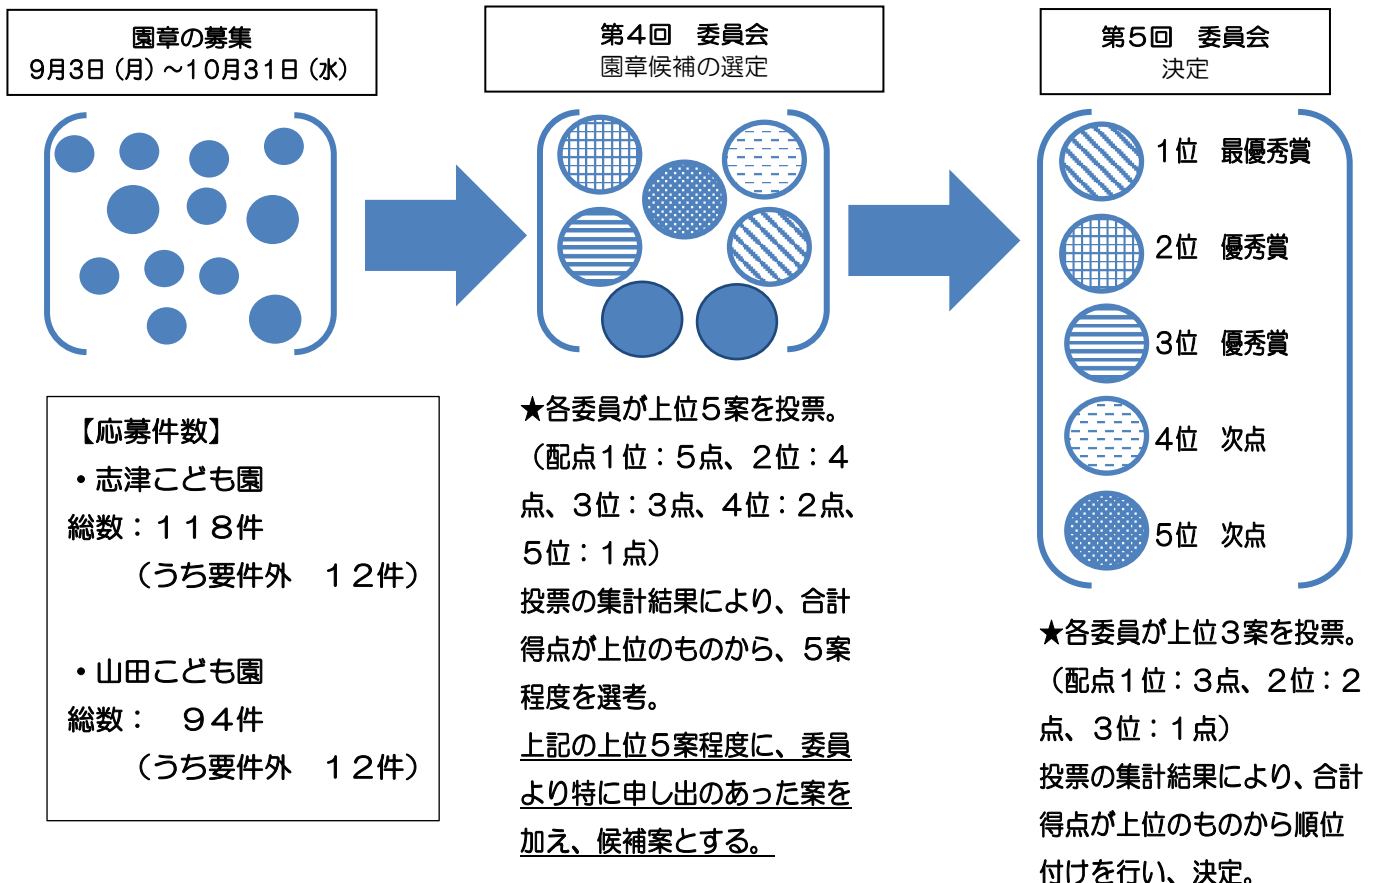 園章の募集
9月3日（月）～10月31日（水）
【応募件数】
・志津こども園
総数：１１８件
（うち要件外　１２件）
・山田こども園
総数：　９４件
（うち要件外　１２件）
第４回　委員会
園章候補の選定
★各委員が上位５案を投票。
（配点１位：５点、２位：４
点、３位：３点、４位：２点、
５位：１点）
投票の集計結果により、合計
得点が上位のものから、５案
程度を選考。
上記の上位５案程度に、委員
より特に申し出のあった案を
加え、候補案とする。
第５回　委員会
決定
１位　最優秀賞
２位　優秀賞
３位　優秀賞
４位　次点
５位　次点
★各委員が上位３案を投票。
（配点１位：３点、２位：２
点、３位：１点）
投票の集計結果により、合計
得点が上位のものから順位
付けを行い、決定。